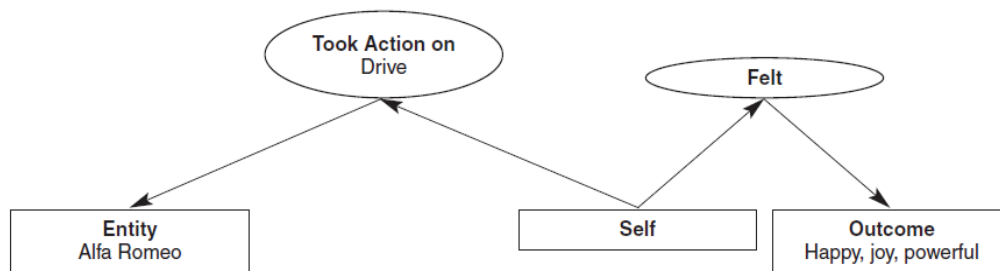 Took Action on
Drive
Felt
Entity
Alfa Romeo
Self
Outcome
Happy, joy, powerful